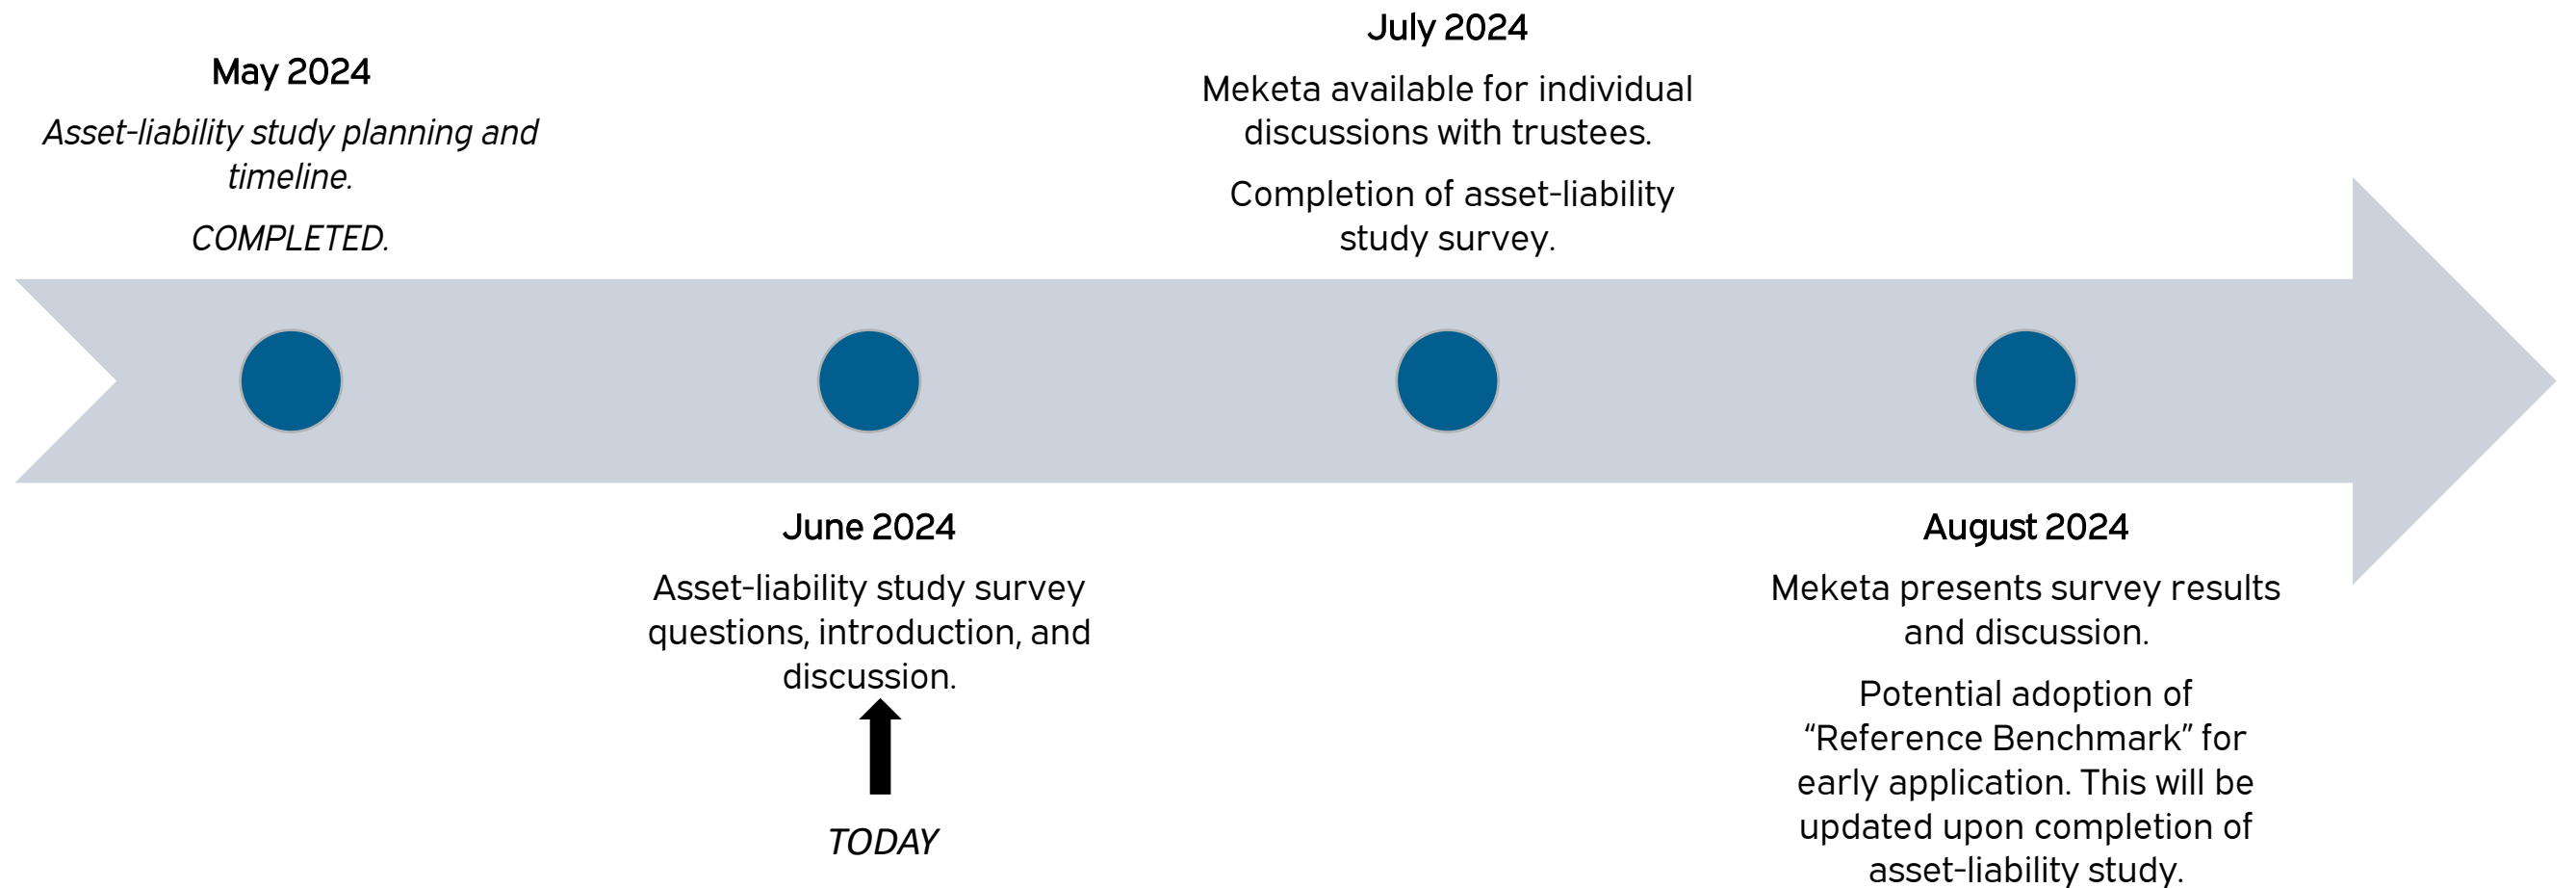 May 2024
Asset-liability study planning and
timeline.
COMPLETED.
June 2024
Asset-liability study survey
questions, introduction, and
discussion.
TODAY
July 2024
Meketa available for individual
discussions with trustees.
Completion of asset-liability
study survey.
August 2024
Meketa presents survey results
and discussion.
Potential adoption of
“Reference Benchmark” for
early application. This will be
updated upon completion of
asset-liability study.